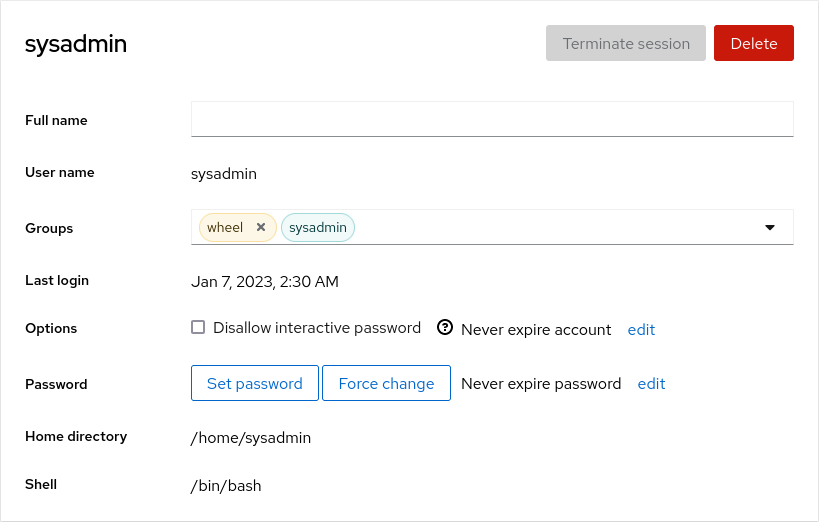 sysadmin Terminate session Delete
Full name
User name sysadmin
Groups wheel sysadmin
Last login Jan 7, 2023, 2:30 AM
Options Disallow interactive password Never expire account edit
Password Set password Force change Never expire password edit
Home directory /home/sysadmin
Shell /bin/bash